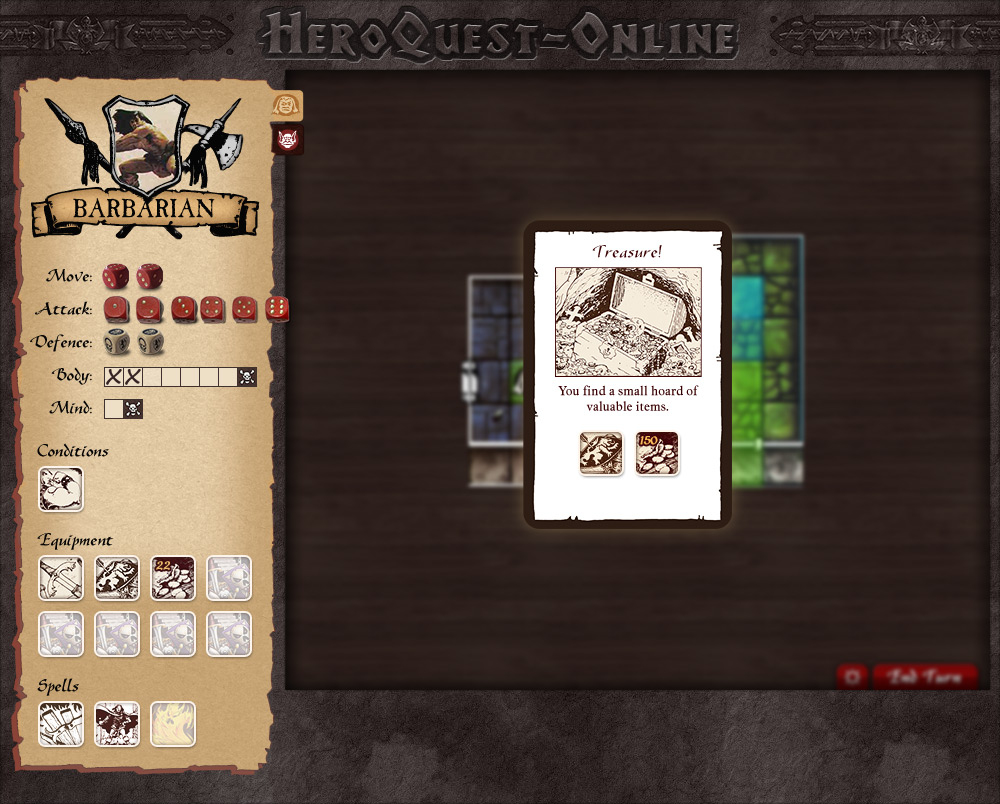 HeroQuest-Online
BARBARIAN
Move:
Attack:
Defence:
Body:
Mind:
Conditions
Equipment
22
Spells
Treasure!
You find a small hoard of
valuable items.
150
End Turn